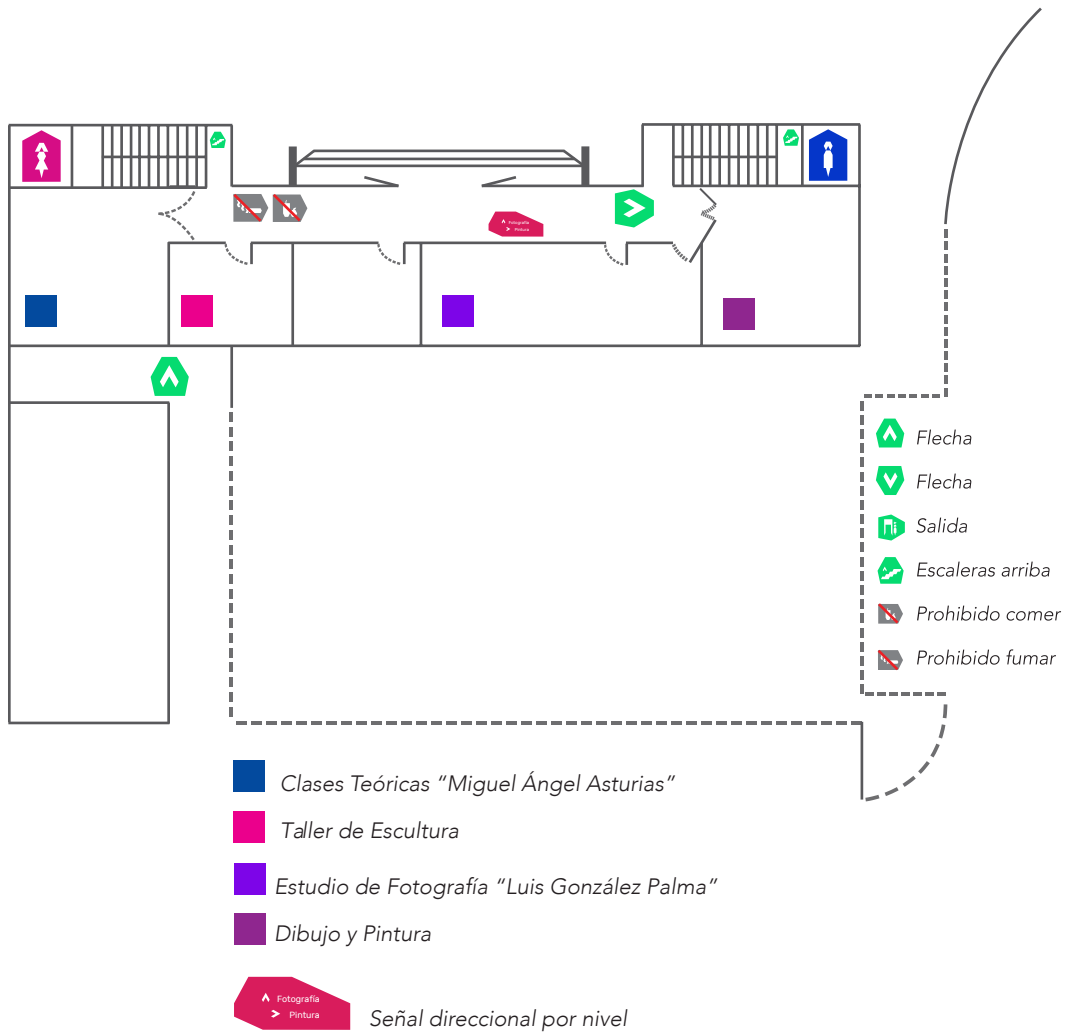 Fotografía
Pintura
Flecha
Flecha
Salida
Escaleras arriba
Prohibido comer
Prohibido fumar
Clases Teóricas “Miguel Ángel Asturias”
Taller de Escultura
Estudio de Fotografía “Luis González Palma”
Dibujo y Pintura
Fotografía
Pintura
Señal direccional por nivel